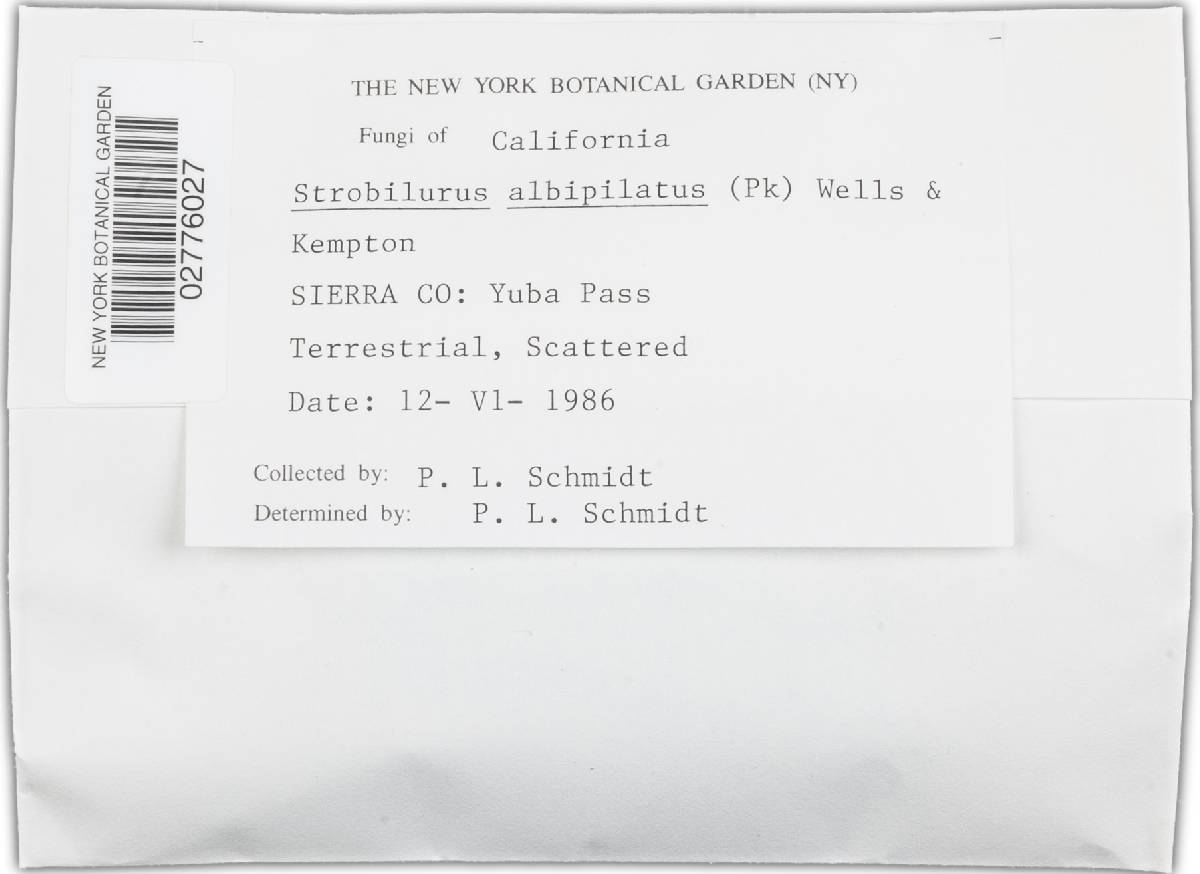 NEW YORK BOTANICAL GARDEN
02776027
THE NEW YORK BOTANICAL GARDEN (NY)
Fungi of California
Strobilurus albipilatus (Pk) Wells &
Kempton
SIERRA CO: Yuba Pass
Terrestrial, Scattered
Date: 12- V1- 1986
Collected by: P. L. Schmidt
Determined by: P. L. Schmidt